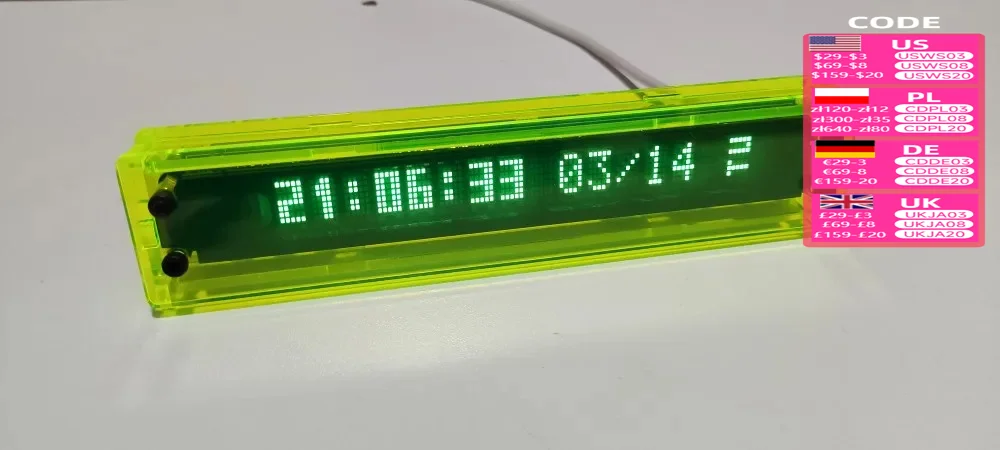 21:06:33 03/14
CODE
US
$29-$3 USWS03
$69-$8 USWS08
$159-$20 USWS20
PL
zł120-zł12 CDPL03
zł300-zł35 CDPL08
zł640-zł80 CDPL20
DE
€29-3 CDDE03
€69-8 CDDE08
€159-20 CDDE20
UK
£29-£3 UKJA03
£69-£8 UKJA08
£159-£20 UKJA20